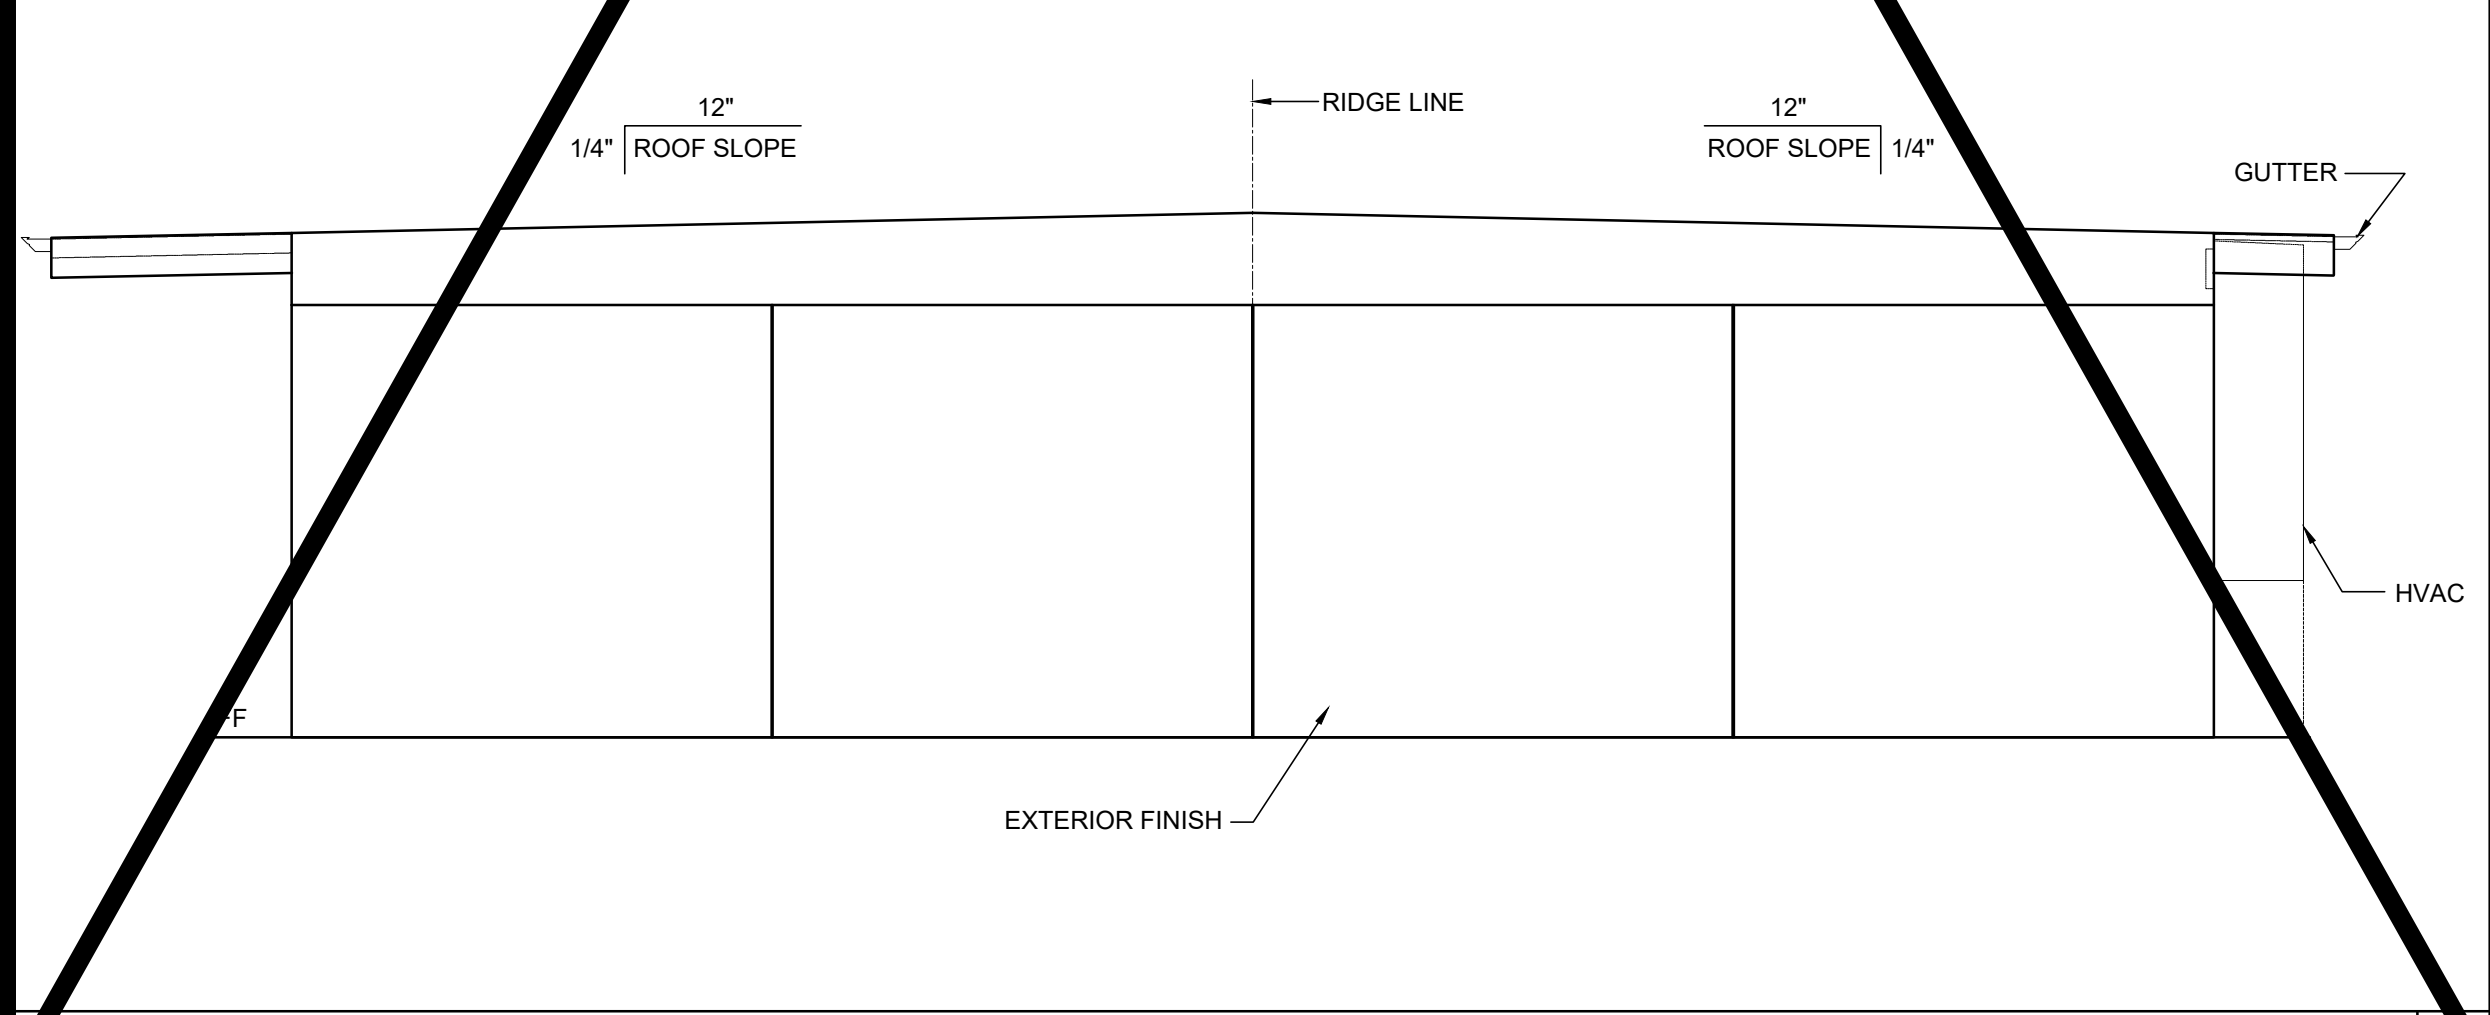 12"
RIDGE LINE
12"
1/4"
ROOF SLOPE
ROOF SLOPE
1/4"
GUTTER
HVAC
EXTERIOR FINISH